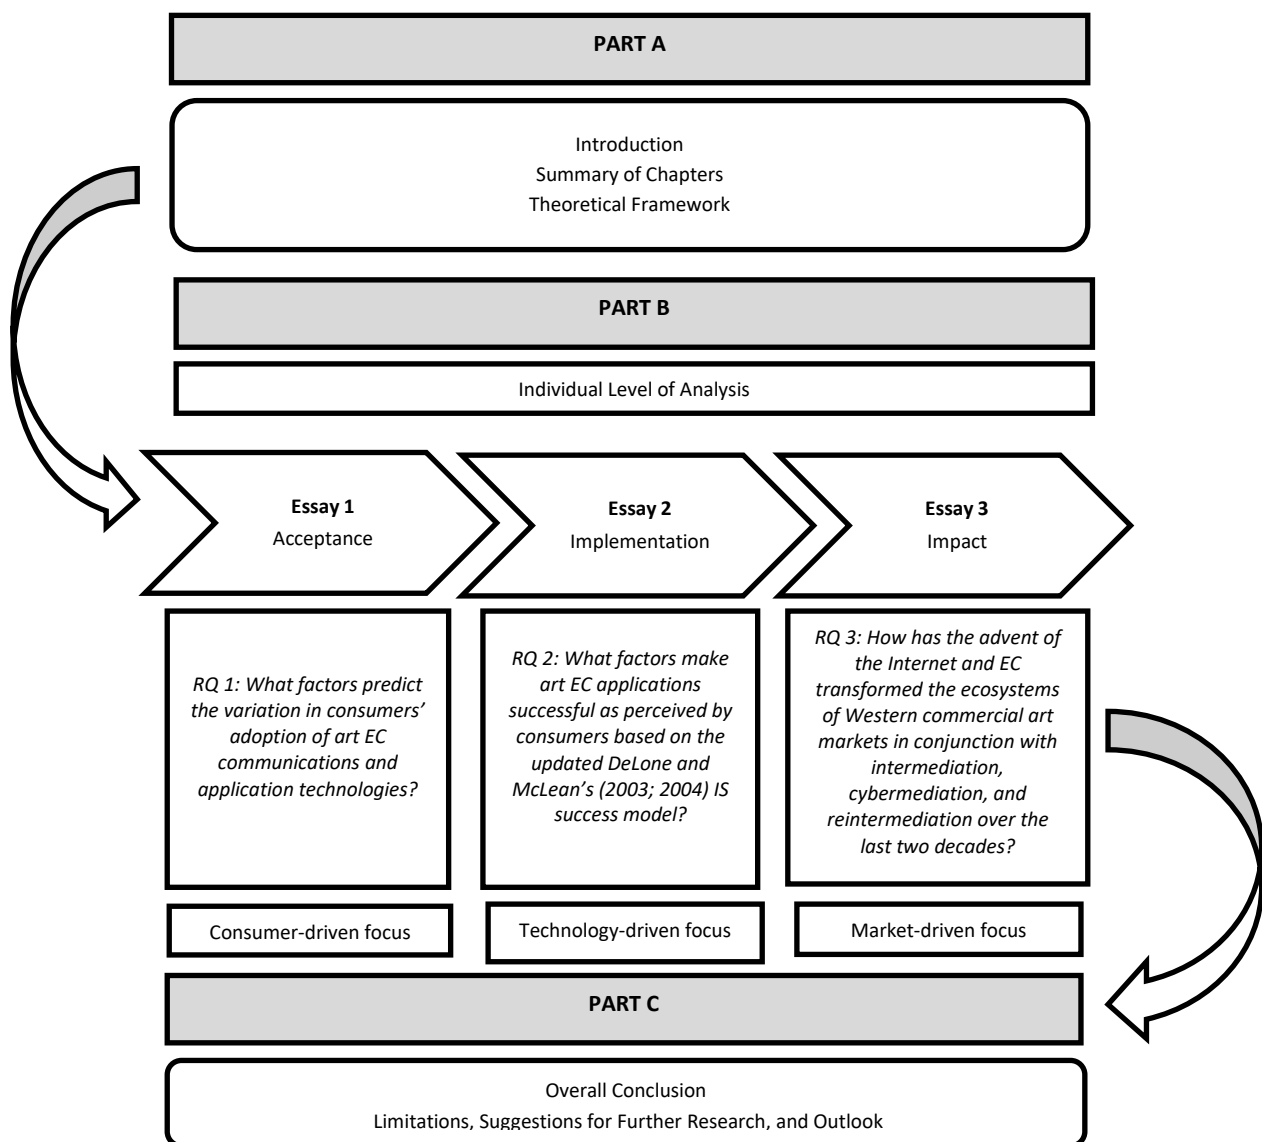 PART A
Introduction
Summary of Chapters
Theoretical Framework
PART B
Individual Level of Analysis
Essay 1
Acceptance
Essay 2
Implementation
Essay 3
Impact
RQ 1: What factors predict
the variation in consumers’
adoption of art EC
communications and
application technologies?
RQ 2: What factors make
art EC applications
successful as perceived by
consumers based on the
updated DeLone and
McLean’s (2003; 2004) IS
success model?
RQ 3: How has the advent of
the Internet and EC
transformed the ecosystems
of Western commercial art
markets in conjunction with
intermediation,
cybermediation, and
reintermediation over the
last two decades?
Consumer-driven focus
Technology-driven focus
Market-driven focus
PART C
Overall Conclusion
Limitations, Suggestions for Further Research, and Outlook